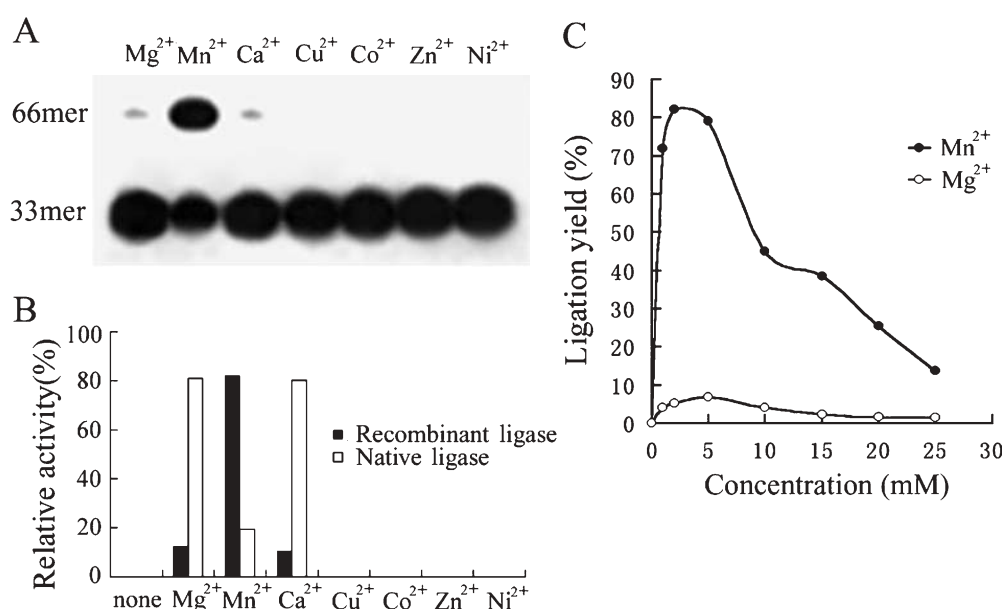 A
Mg²⁺ Mn²⁺ Ca²⁺ Cu²⁺ Co²⁺ Zn²⁺ Ni²⁺
66mer
33mer
B
Relative activity(%)
100
80
60
40
20
0
none Mg²⁺ Mn²⁺ Ca²⁺ Cu²⁺ Co²⁺ Zn²⁺ Ni²⁺
Recombinant ligase
Native ligase
C
Ligation yield (%)
90
80
70
60
50
40
30
20
10
0
0 5 10 15 20 25 30
Concentration (mM)
Mn²⁺
Mg²⁺